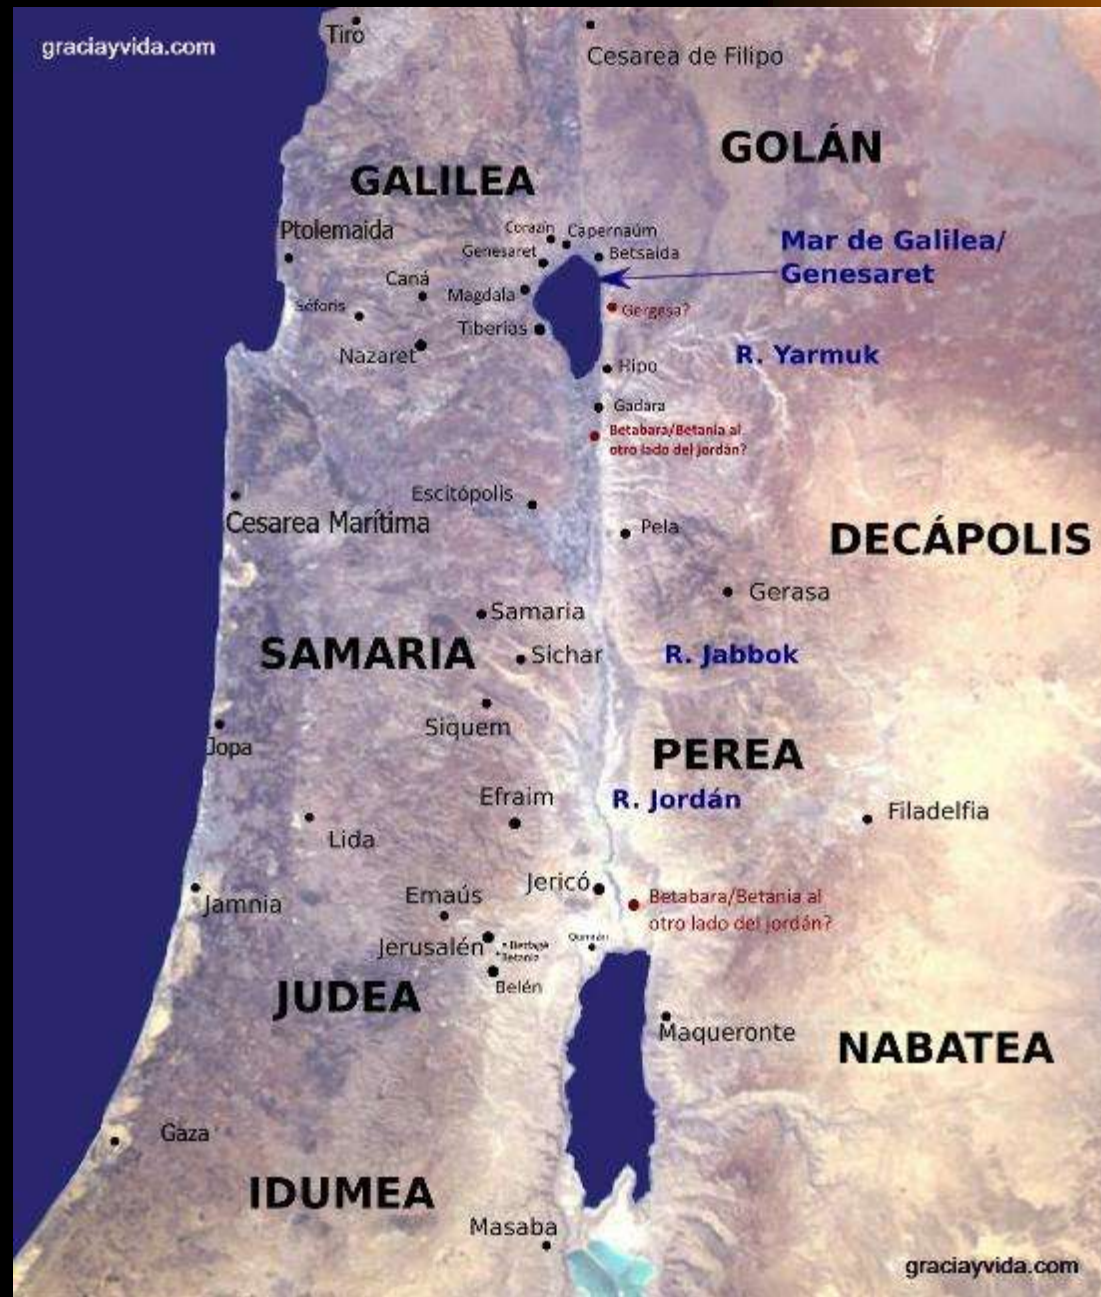 graciayvida.com
Tiro
Cesarea de Filipo
GOLÁN
GALILEA
Ptolemaida
Corazín
Capernaúm
Genesaret
Betsaida
Mar de Galilea/
Genesaret
Caná
Magdala
Séforis
Gergesa?
Tiberias
Nazaret
R. Yarmuk
Hipo
Gadara
Betabara/Betania al
otro lado del jordán?
Escitópolis
Cesarea Marítima
Pela
DECÁPOLIS
Gerasa
Samaria
SAMARIA
Sichar
R. Jabbok
Siquem
Jopa
PEREA
Efraim
R. Jordán
Filadelfia
Lida
Jericó
Emaús
Jamnia
Betabara/Betania al
otro lado del jordán?
Jerusalén
Betfagé
Betania
Qumrán
Belén
JUDEA
Maqueronte
NABATEA
Gaza
IDUMEA
Masaba
graciayvida.com